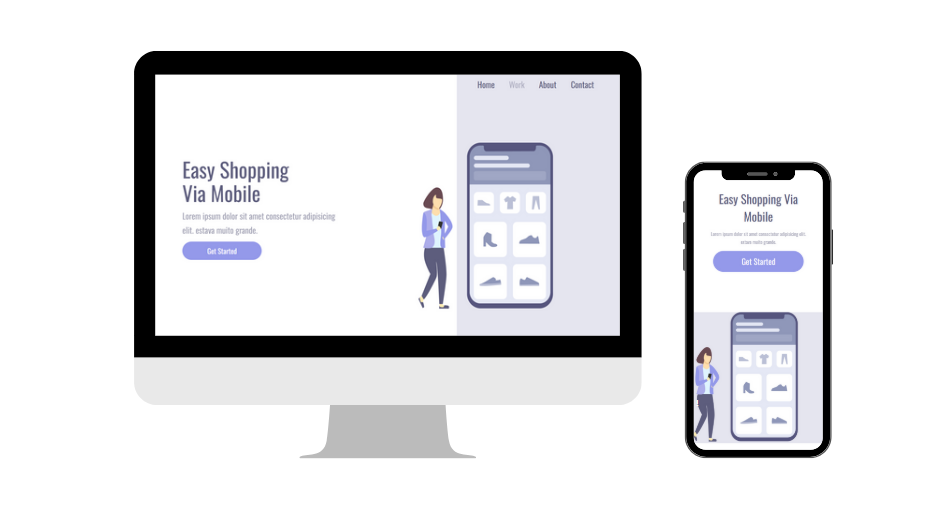 Home Work About Contact
Easy Shopping
Via Mobile
Lorem ipsum dolor sit amet consectetur adipisicing
elit. estava muito grande.
Get Started
Easy Shopping Via
Mobile
Lorem ipsum dolor sit amet consectetur adipisicing elit.
estava muito grande.
Get Started